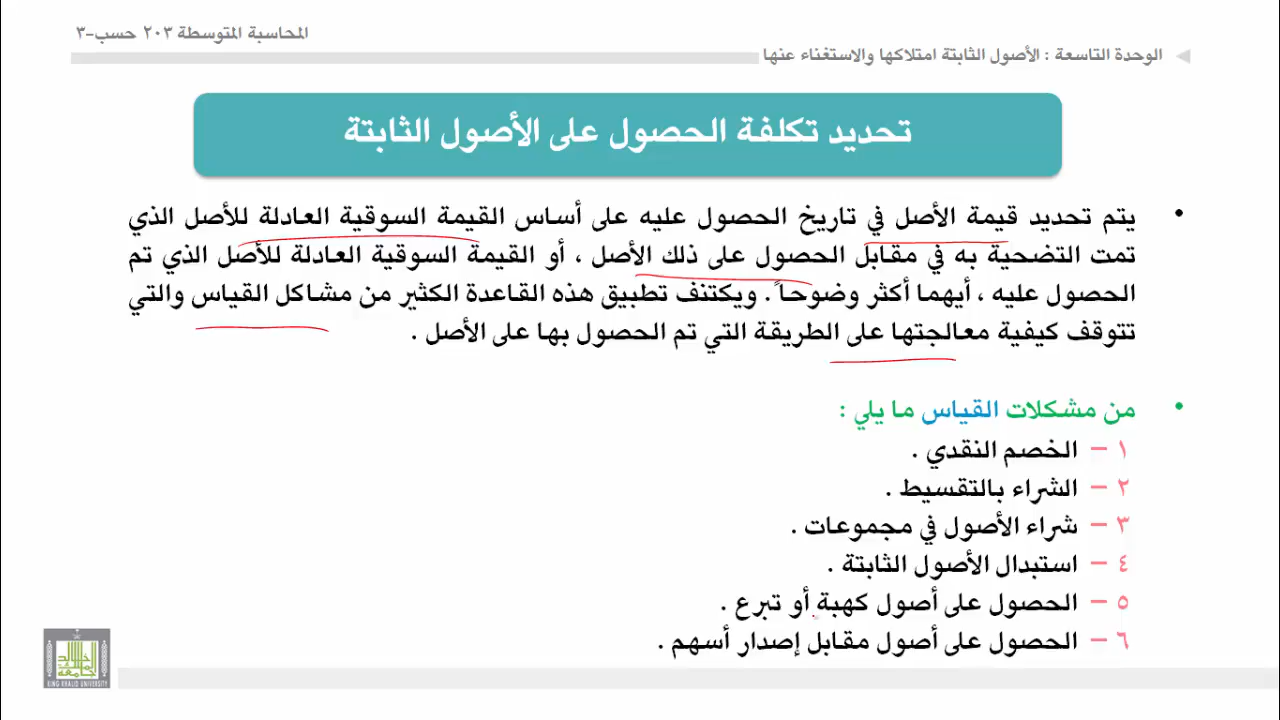 المحاسبة المتوسطة ٢٠٣ حسب-٣
الوحدة التاسعة : الأصول الثابتة امتلاكها والاستغناء عنها
تحديد تكلفة الحصول على الأصول الثابتة
• يتم تحديد قيمة الأصل في تاريخ الحصول عليه على أساس القيمة السوقية العادلة للأصل الذي
تمت التضحية به في مقابل الحصول على ذلك الأصل ، أو القيمة السوقية العادلة للأصل الذي تم
الحصول عليه ، أيهما أكثر وضوحاً . ويكتنف تطبيق هذه القاعدة الكثير من مشاكل القياس والتي
تتوقف كيفية معالجتها على الطريقة التي تم الحصول بها على الأصل .
• من مشكلات القياس ما يلي :
١ – الخصم النقدي .
٢ – الشراء بالتقسيط .
٣ – شراء الأصول في مجموعات .
٤ – استبدال الأصول الثابتة .
٥ – الحصول على أصول كهبة أو تبرع .
٦ – الحصول على أصول مقابل إصدار أسهم .
KING KHALID UNIVERSITY